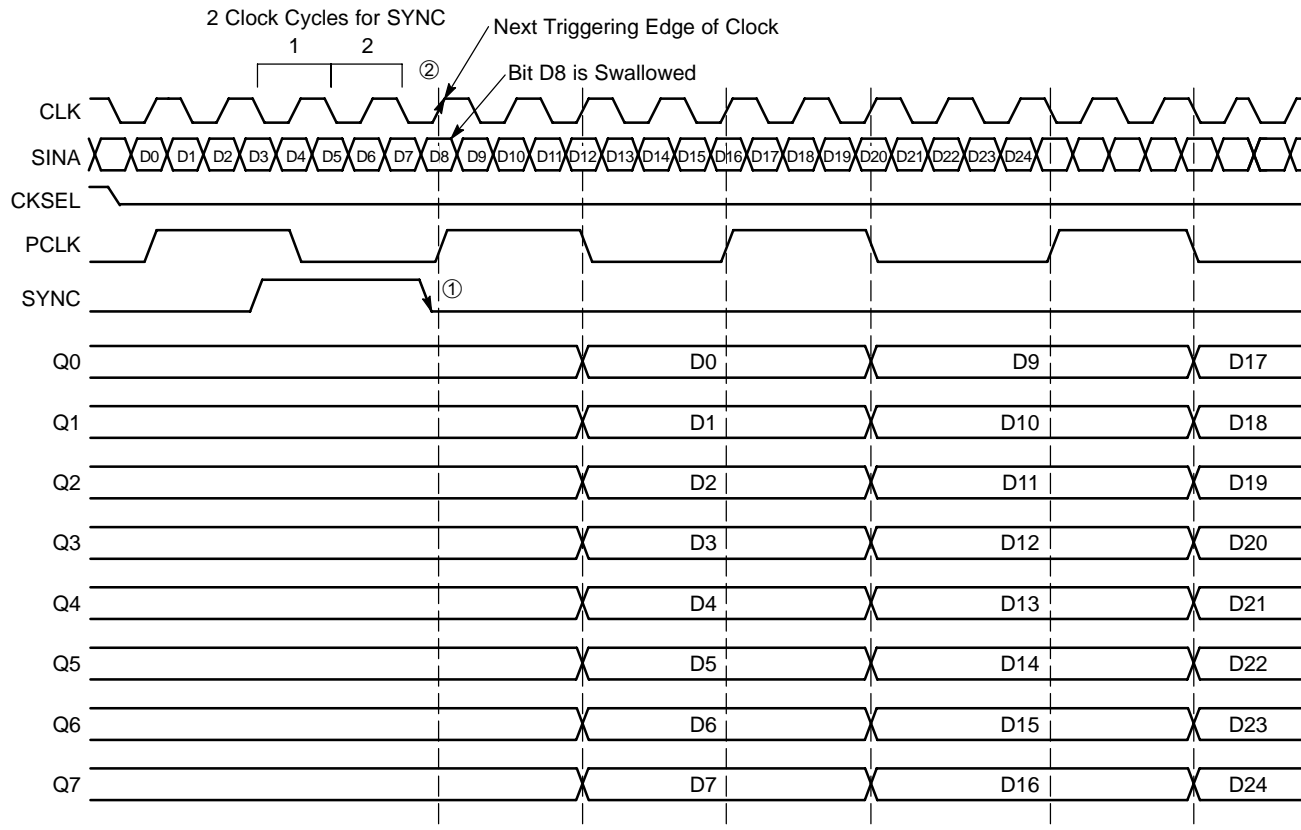 2 Clock Cycles for SYNC
1 2
② Next Triggering Edge of Clock
Bit D8 is Swallowed
CLK
SINA D0 D1 D2 D3 D4 D5 D6 D7 D8 D9 D10 D11 D12 D13 D14 D15 D16 D17 D18 D19 D20 D21 D22 D23 D24
CKSEL
PCLK
SYNC ①
Q0 D0 D9 D17
Q1 D1 D10 D18
Q2 D2 D11 D19
Q3 D3 D12 D20
Q4 D4 D13 D21
Q5 D5 D14 D22
Q6 D6 D15 D23
Q7 D7 D16 D24